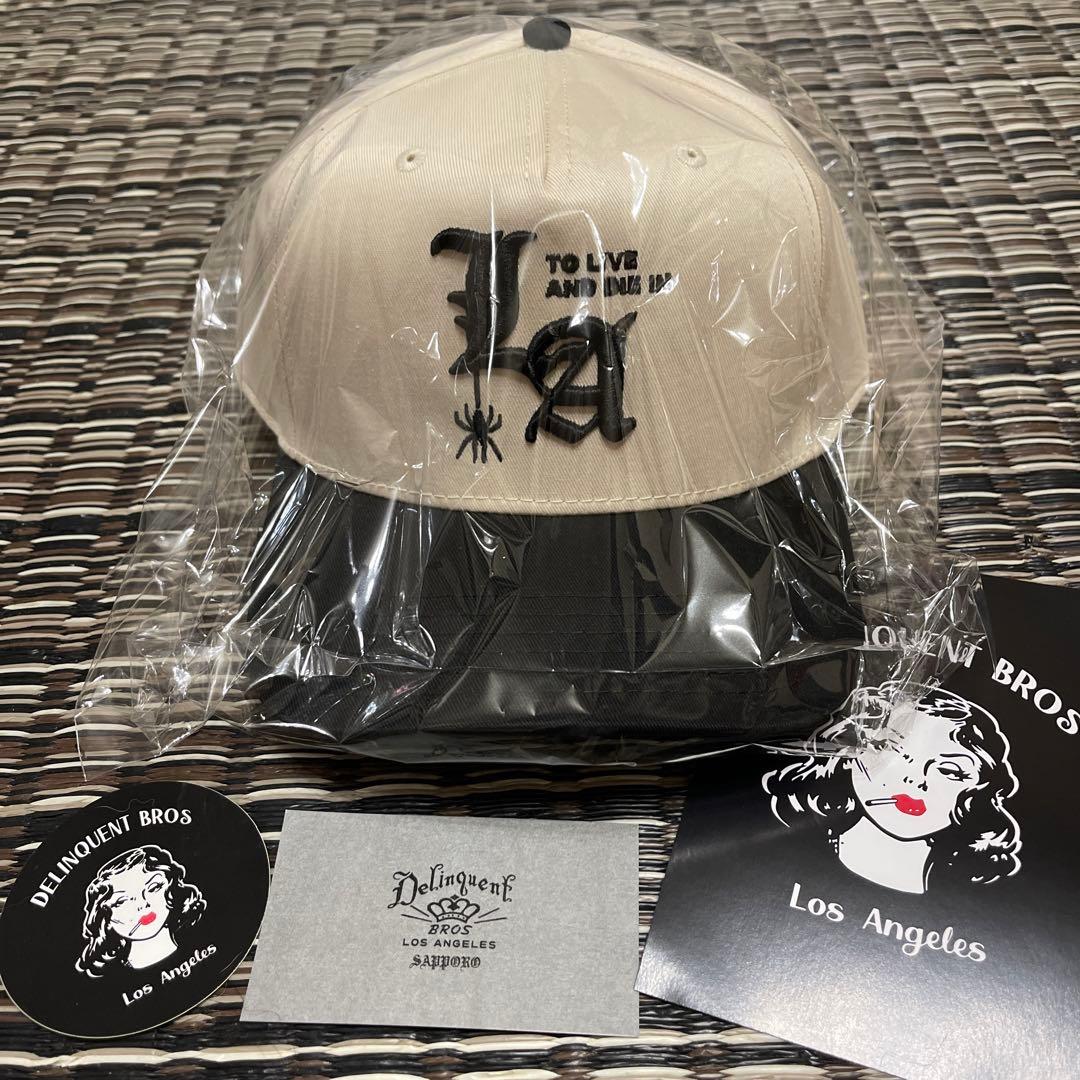 TO LIVE
AND DIE IN
LA
DELINQUENT BROS
Los Angeles
Delinquent
BROS
LOS ANGELES
SAPPORO
QUENT BROS
Los Angeles